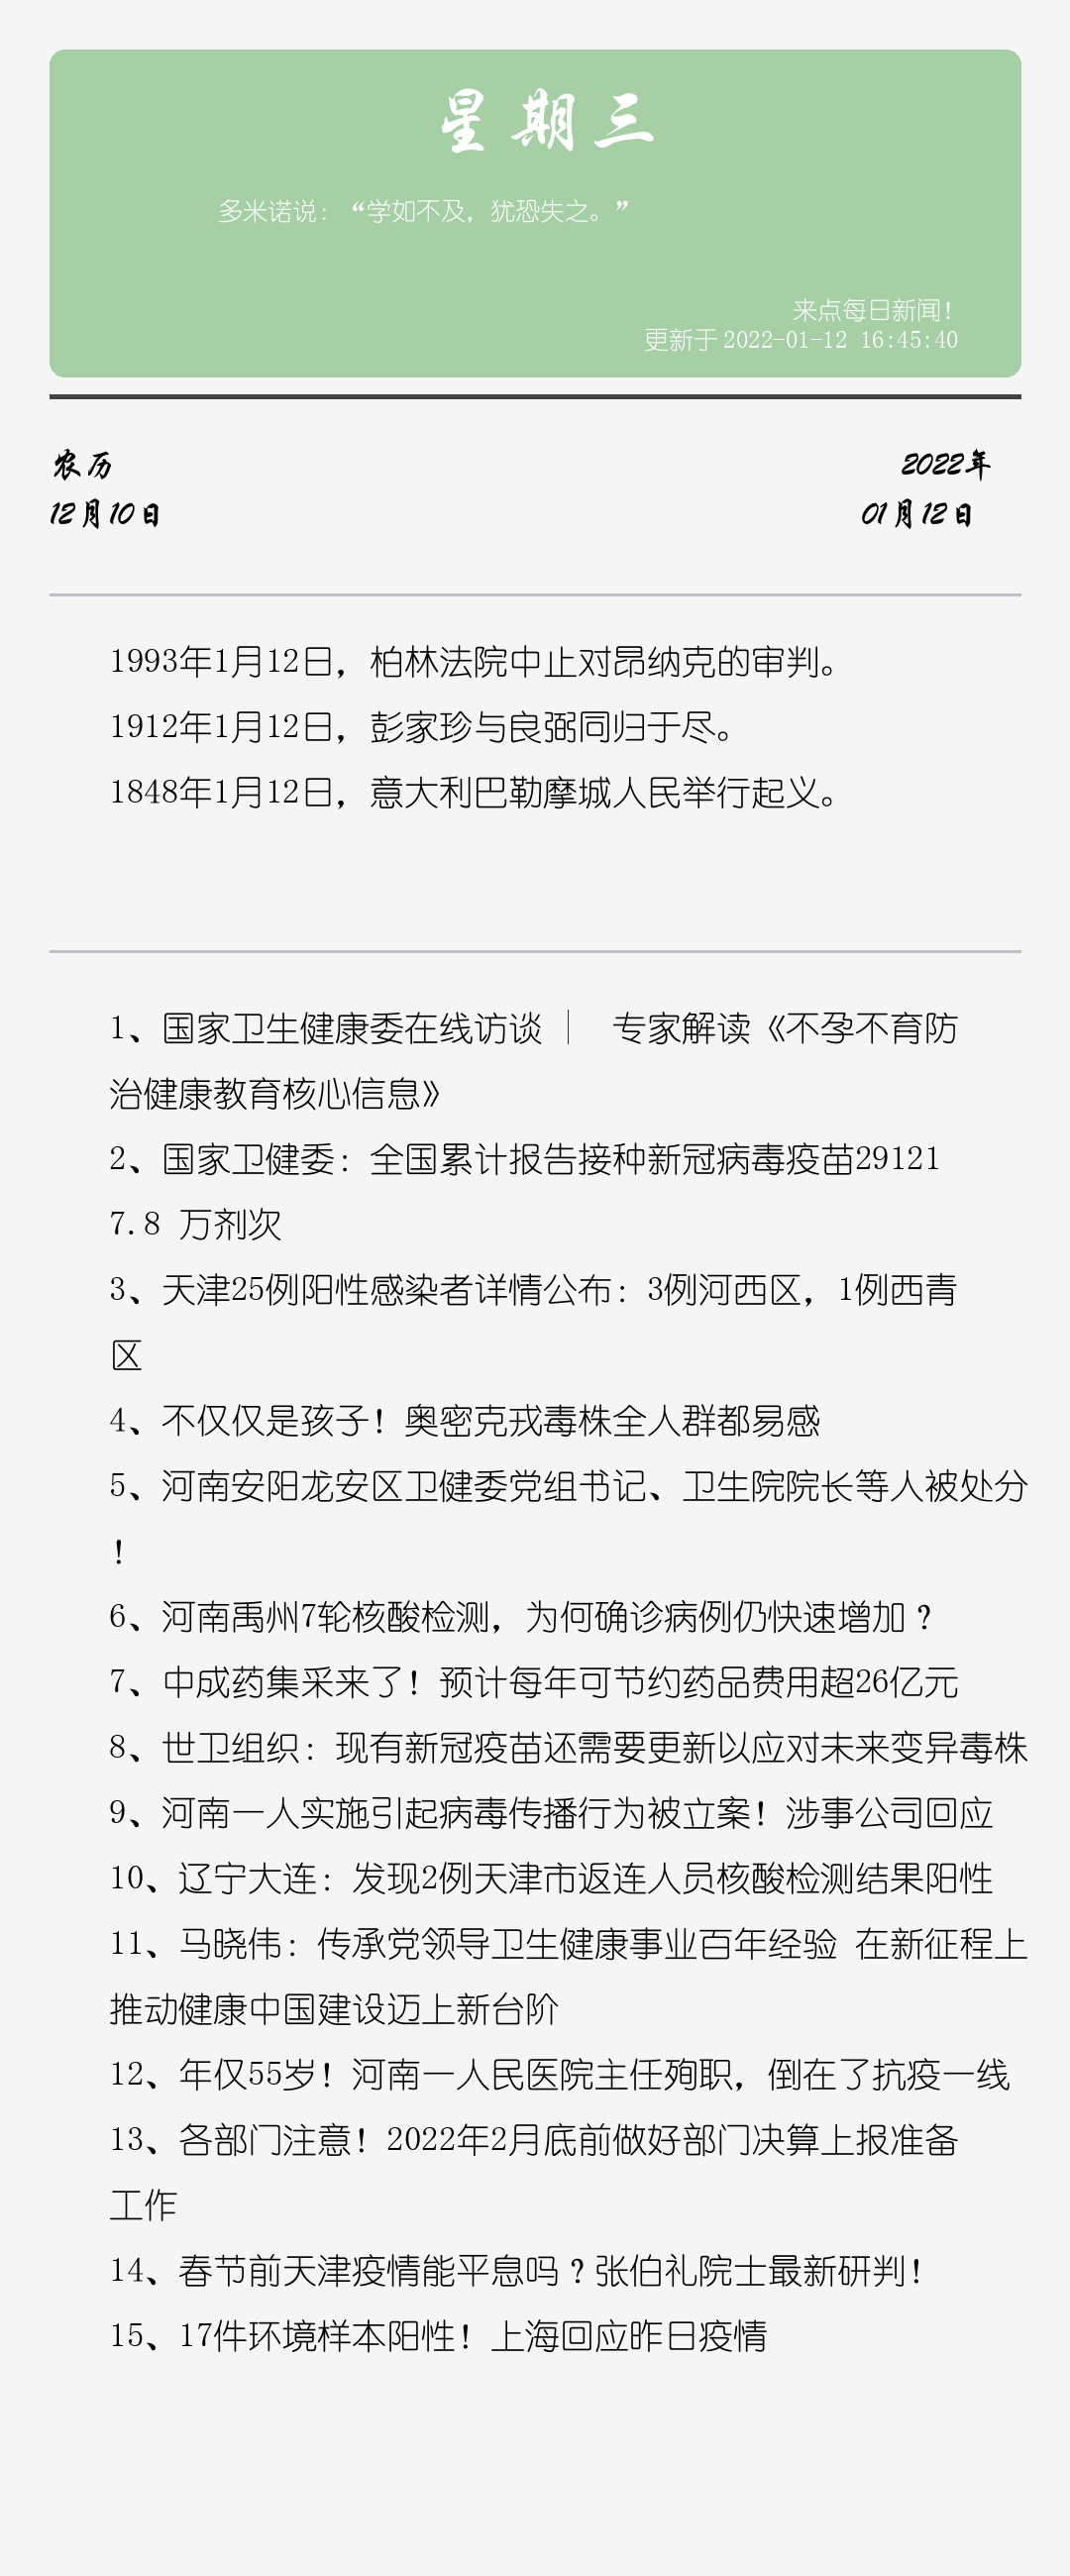 星期三
多米诺说：“学如不及，犹恐失之。”
来点每日新闻！
更新于 2022-01-12 16:45:40
农历
2022年
12月10日
01月12日
1993年1月12日，柏林法院中止对昂纳克的审判。
1912年1月12日，彭家珍与良弼同归于尽。
1848年1月12日，意大利巴勒摩城人民举行起义。
1、国家卫生健康委在线访谈 | 专家解读《不孕不育防
治健康教育核心信息》
2、国家卫健委：全国累计报告接种新冠病毒疫苗29121
7.8 万剂次
3、天津25例阳性感染者详情公布：3例河西区，1例西青
区
4、不仅仅是孩子！奥密克戎毒株全人群都易感
5、河南安阳龙安区卫健委党组书记、卫生院院长等人被处分
！
6、河南禹州7轮核酸检测，为何确诊病例仍快速增加？
7、中成药集采来了！预计每年可节约药品费用超26亿元
8、世卫组织：现有新冠疫苗还需要更新以应对未来变异毒株
9、河南一人实施引起病毒传播行为被立案！涉事公司回应
10、辽宁大连：发现2例天津市返连人员核酸检测结果阳性
11、马晓伟：传承党领导卫生健康事业百年经验 在新征程上
推动健康中国建设迈上新台阶
12、年仅55岁！河南一人民医院主任殉职，倒在了抗疫一线
13、各部门注意！2022年2月底前做好部门决算上报准备
工作
14、春节前天津疫情能平息吗？张伯礼院士最新研判！
15、17件环境样本阳性！上海回应昨日疫情